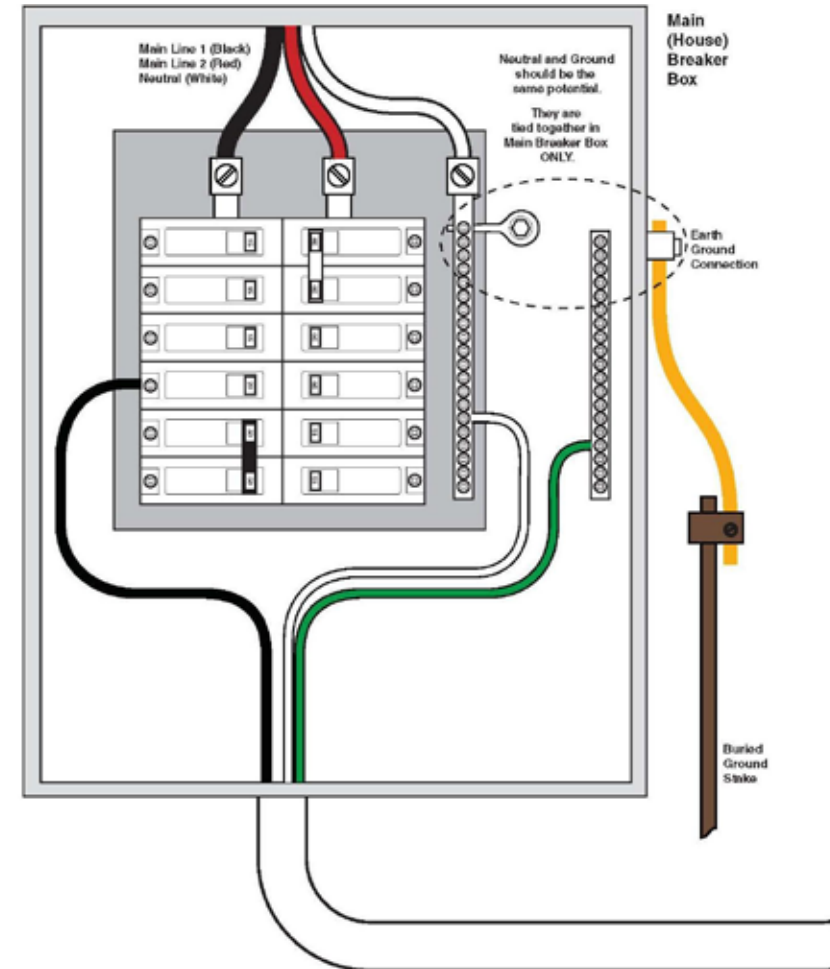 Main
(House)
Breaker
Box
Main Line 1 (Black)
Main Line 2 (Red)
Neutral (White)
Neutral and Ground
should be the
same potential.
They are
tied together in
Main Breaker Box
ONLY.
Earth
Ground
Connection
Buried
Ground
Stake